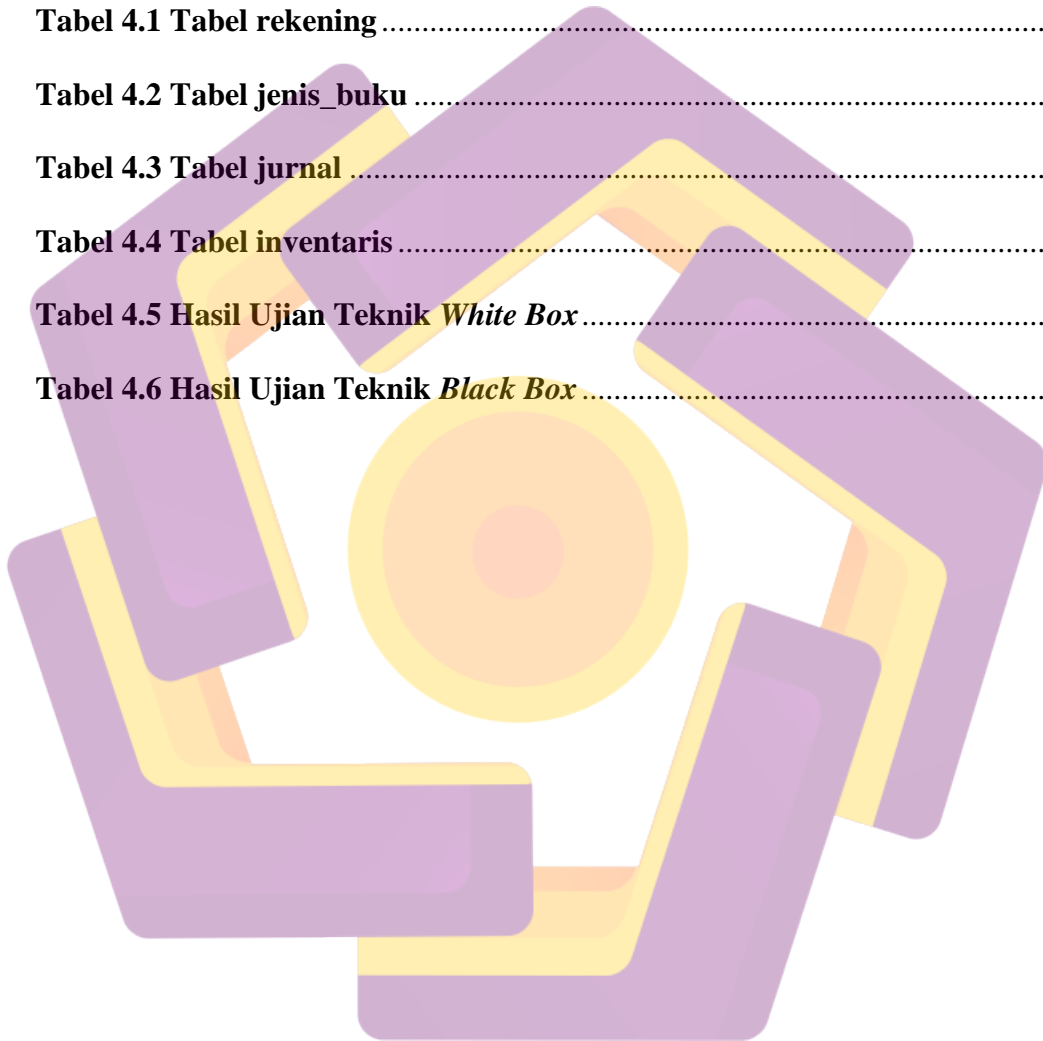 Tabel 4.1 Tabel rekening ................................................................................
Tabel 4.2 Tabel jenis_buku ............................................................................
Tabel 4.3 Tabel jurnal ....................................................................................
Tabel 4.4 Tabel inventaris ..............................................................................
Tabel 4.5 Hasil Ujian Teknik White Box .........................................................
Tabel 4.6 Hasil Ujian Teknik Black Box .........................................................